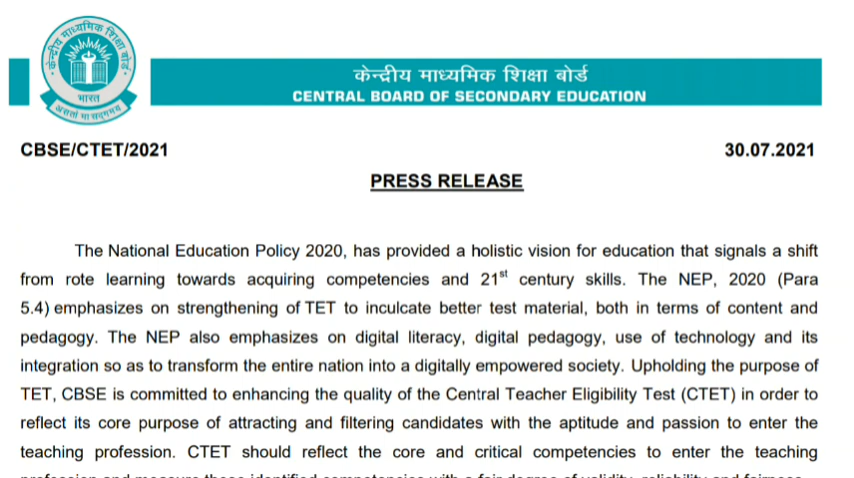 केन्द्रीय माध्यमिक शिक्षा बोर्ड
भारत
असतो मा सद्गमय
केन्द्रीय माध्यमिक शिक्षा बोर्ड
CENTRAL BOARD OF SECONDARY EDUCATION
CBSE/CTET/2021 30.07.2021
PRESS RELEASE
The National Education Policy 2020, has provided a holistic vision for education that signals a shift
from rote learning towards acquiring competencies and 21st century skills. The NEP, 2020 (Para
5.4) emphasizes on strengthening of TET to inculcate better test material, both in terms of content and
pedagogy. The NEP also emphasizes on digital literacy, digital pedagogy, use of technology and its
integration so as to transform the entire nation into a digitally empowered society. Upholding the purpose of
TET, CBSE is committed to enhancing the quality of the Central Teacher Eligibility Test (CTET) in order to
reflect its core purpose of attracting and filtering candidates with the aptitude and passion to enter the
teaching profession. CTET should reflect the core and critical competencies to enter the teaching